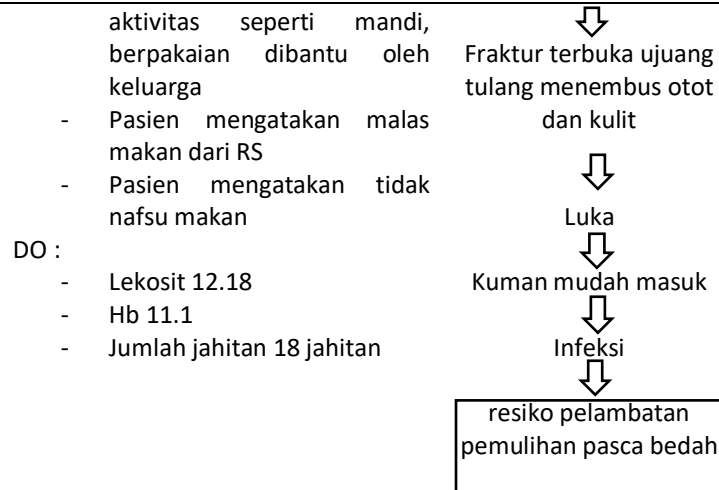 aktivitas seperti mandi,
berpakaian dibantu oleh
keluarga
- Pasien mengatakan malas
makan dari RS
- Pasien mengatakan tidak
nafsu makan
DO :
- Lekosit 12.18
- Hb 11.1
- Jumlah jahitan 18 jahitan
Fraktur terbuka ujuang
tulang menembus otot
dan kulit
Luka
Kuman mudah masuk
Infeksi
resiko pelambatan
pemulihan pasca bedah